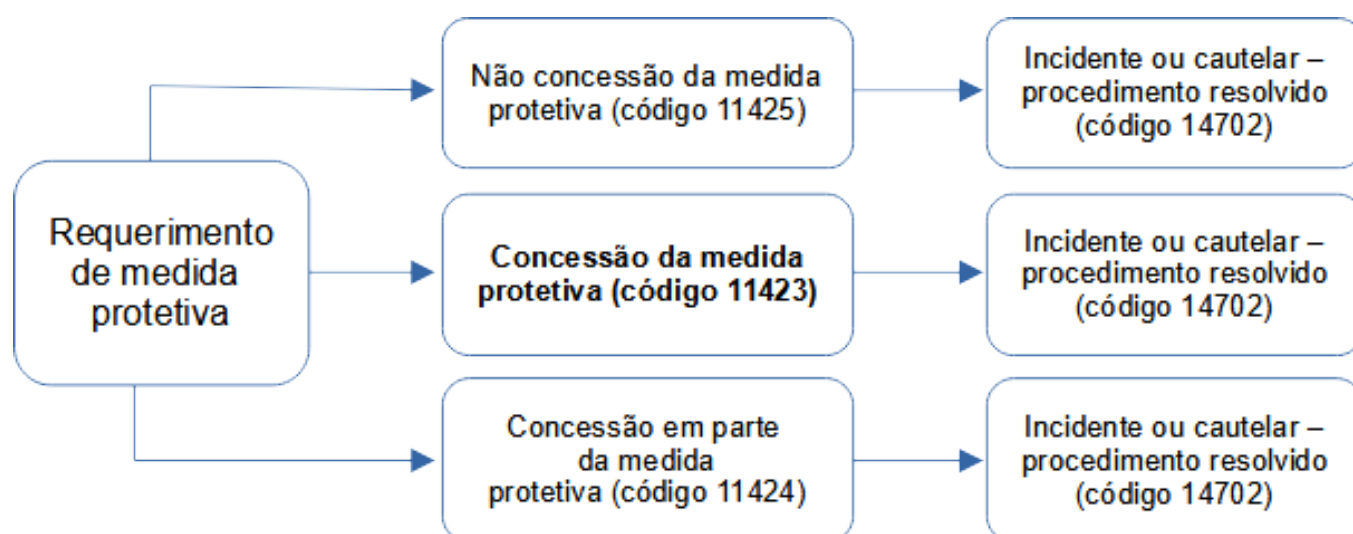 Requerimento
de medida
protetiva
Não concessão da medida
protetiva (código 11425)
Incidente ou cautelar –
procedimento resolvido
(código 14702)
Concessão da medida
protetiva (código 11423)
Incidente ou cautelar –
procedimento resolvido
(código 14702)
Concessão em parte
da medida
protetiva (código 11424)
Incidente ou cautelar –
procedimento resolvido
(código 14702)